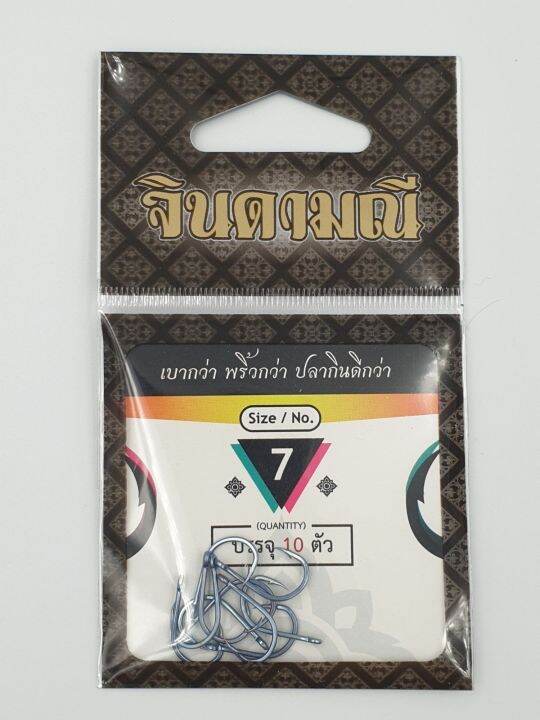 จินดามณี
เบากว่า พริ้วกว่า ปลากินดีกว่า
Size / No.
7
(QUANTITY)
บรรจุ 10 ตัว